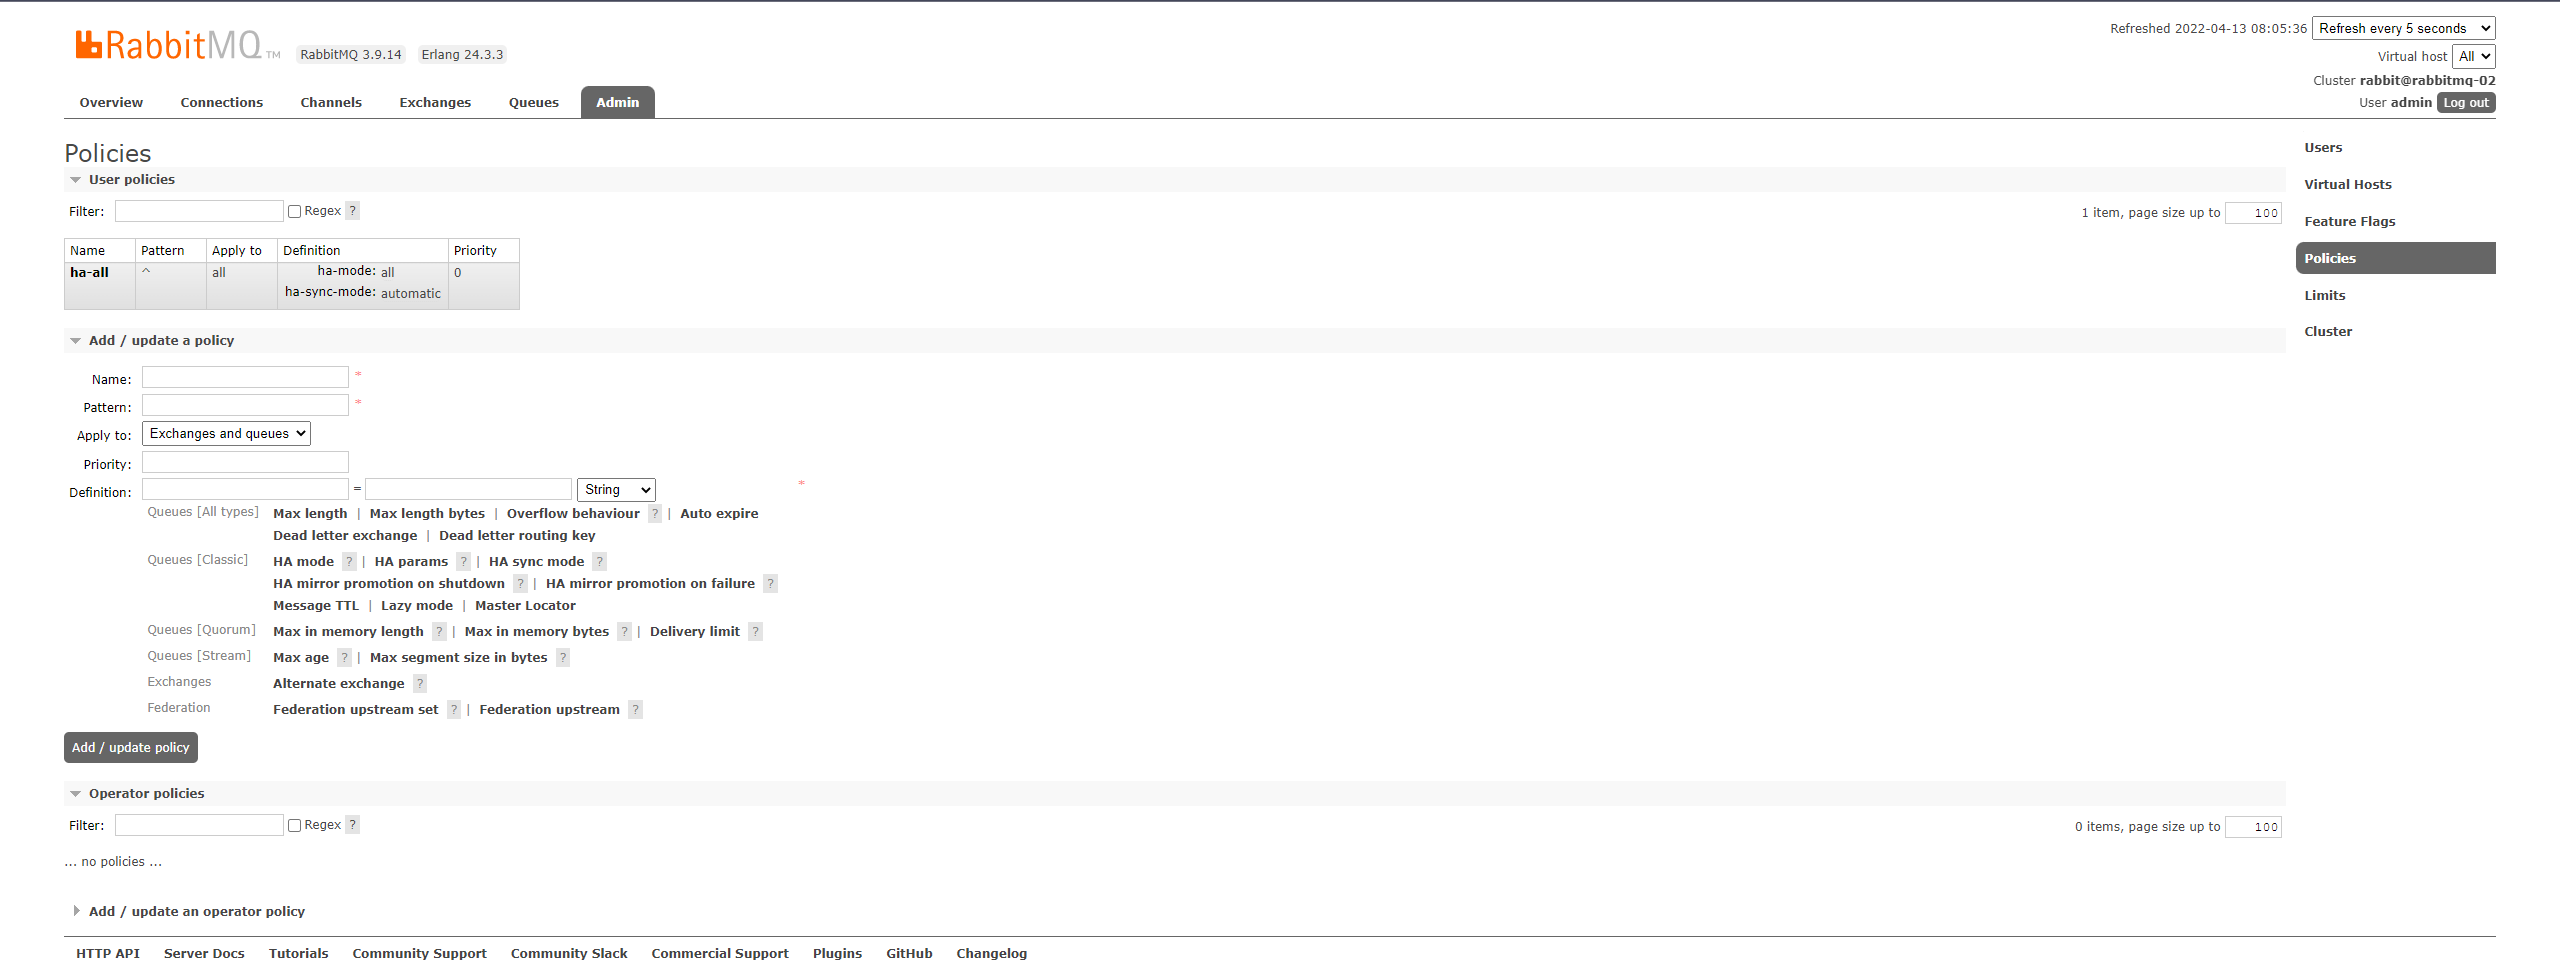 RabbitMQ TM RabbitMQ 3.9.14 Erlang 24.3.3
Refreshed 2022-04-13 08:05:36 Refresh every 5 seconds
Virtual host All
Cluster rabbit@rabbitmq-02
User admin Log out
Overview Connections Channels Exchanges Queues Admin
Policies
User policies
Filter: Regex ?
1 item, page size up to 100
Name Pattern Apply to Definition Priority
ha-all ^ all ha-mode: all 0
ha-sync-mode: automatic
Add / update a policy
Name: *
Pattern: *
Apply to: Exchanges and queues
Priority:
Definition: = String *
Queues [All types] Max length | Max length bytes | Overflow behaviour ? | Auto expire
Dead letter exchange | Dead letter routing key
Queues [Classic] HA mode ? | HA params ? | HA sync mode ?
HA mirror promotion on shutdown ? | HA mirror promotion on failure ?
Message TTL | Lazy mode | Master Locator
Queues [Quorum] Max in memory length ? | Max in memory bytes ? | Delivery limit ?
Queues [Stream] Max age ? | Max segment size in bytes ?
Exchanges Alternate exchange ?
Federation Federation upstream set ? | Federation upstream ?
Add / update policy
Operator policies
Filter: Regex ?
0 items, page size up to 100
... no policies ...
Add / update an operator policy
Users
Virtual Hosts
Feature Flags
Policies
Limits
Cluster
HTTP API Server Docs Tutorials Community Support Community Slack Commercial Support Plugins GitHub Changelog